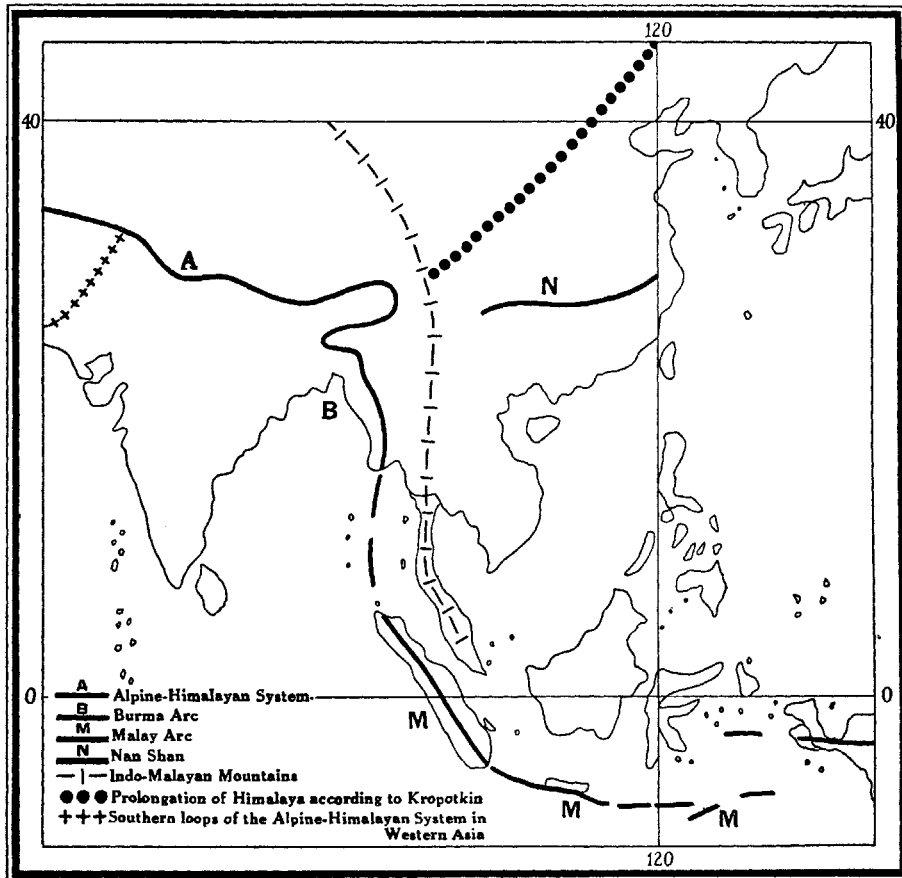 120
40 40
A
N
B
0 0
M
M
M
A Alpine-Himalayan System
B Burma Arc
M Malay Arc
N Nan Shan
—|— Indo-Malayan Mountains
●●● Prolongation of Himalaya according to Kropotkin
+++ Southern loops of the Alpine-Himalayan System in
Western Asia
120